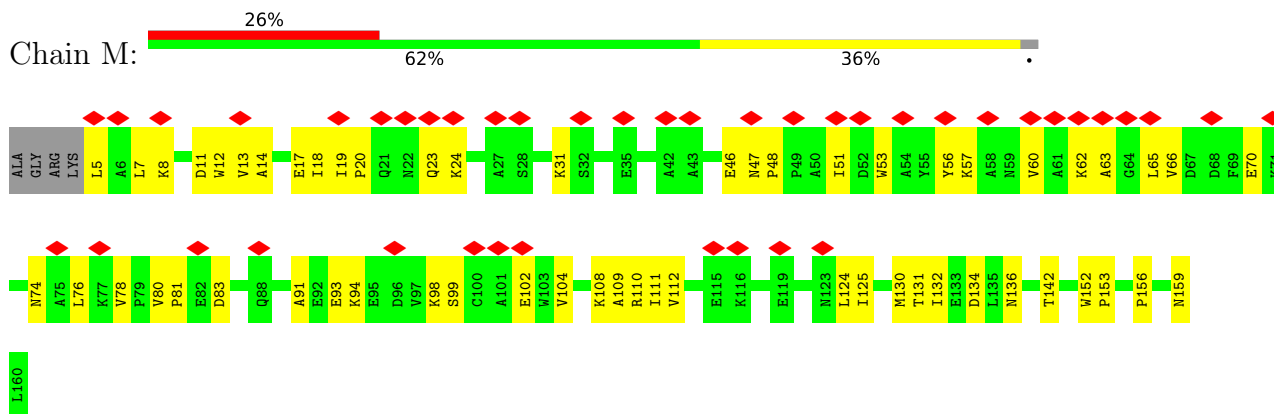 26%
Chain M:
62% 36% •
ALA GLY ARG LYS L5 A6 L7 K8 D11 W12 V13 A14 E17 I18 I19 P20 Q21 N22 Q23 K24 A27 S28 K31 S32 E35 A42 A43 E46 N47 P48 P49 A50 I51 D52 W53 A54 Y55 Y56 K57 A58 N59 V60 A61 K62 A63 G64 L65 V66 D67 D68 F69 E70 K71
N74 A75 L76 K77 V78 P79 V80 P81 E82 D83 Q88 A91 E92 E93 K94 E95 D96 V97 K98 S99 C100 A101 E102 W103 V104 K108 A109 R110 I111 V112 E115 K116 E119 N123 L124 I125 M130 T131 I132 E133 D134 L135 N136 T142 W152 P153 P156 N159
L160